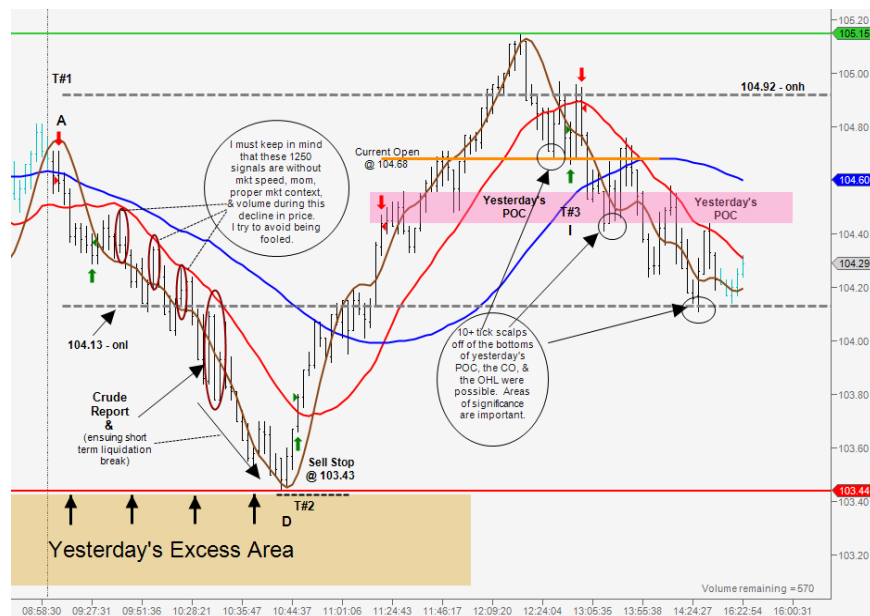 105.20
105.15
T#1
105.00
104.92 - onh
A
I must keep in mind
that these 1250
signals are without
mkt speed, mom,
proper mkt context,
& volume during this
decline in price.
I try to avoid being
fooled.
104.80
Current Open
@ 104.68
104.60
Yesterday's
POC
Yesterday's
POC
T#3
I
104.40
104.29
104.20
104.13 - onl
10+ tick scalps
off of the bottoms
of yesterday's
POC, the CO, &
the OHL were
possible. Areas
of significance
are important.
104.00
Crude
Report
&
(ensuing short
term liquidation
break)
103.80
103.60
Sell Stop
@ 103.43
103.44
103.40
T#2
D
Yesterday's Excess Area
103.20
Volume remaining = 570
08:58:30 09:27:31 09:51:36 10:28:21 10:35:47 10:44:37 11:01:06 11:24:43 11:46:17 12:09:20 12:24:04 13:05:35 13:55:38 14:24:27 16:22:54 16:00:31